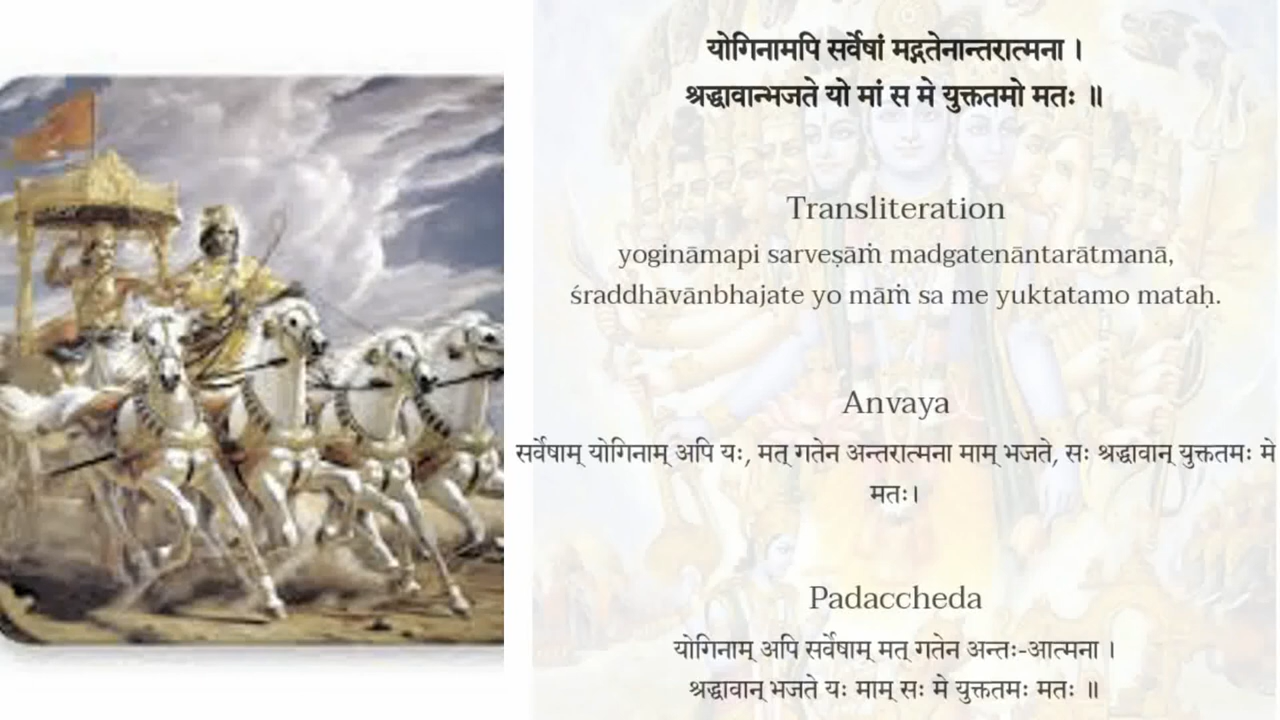 योगिनामपि सर्वेषां मद्गतेनान्तरात्मना ।
श्रद्धावान्भजते यो मां स मे युक्ततमो मतः ॥
Transliteration
yogināmapi sarveṣāṁ madgatenāntarātmanā,
śraddhāvānbhajate yo māṁ sa me yuktatamo mataḥ.
Anvaya
सर्वेषाम् योगिनाम् अपि यः, मत् गतेन अन्तरात्मना माम् भजते, सः श्रद्धावान् युक्ततमः मे
मतः।
Padaccheda
योगिनाम् अपि सर्वेषाम् मत् गतेन अन्तः-आत्मना ।
श्रद्धावान् भजते यः माम् सः मे युक्ततमः मतः ॥